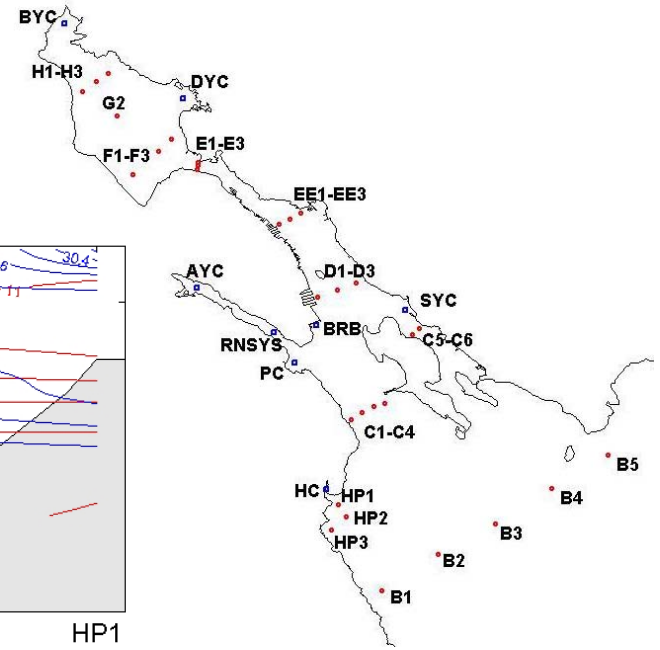 BYC
H1-H3
DYC
G2
E1-E3
F1-F3
EE1-EE3
30.4
6
11
AYC
D1-D3
SYC
BRB
RNSYS
C5-C6
PC
C1-C4
B5
HC
HP1
B4
HP2
B3
HP3
B2
B1
HP1